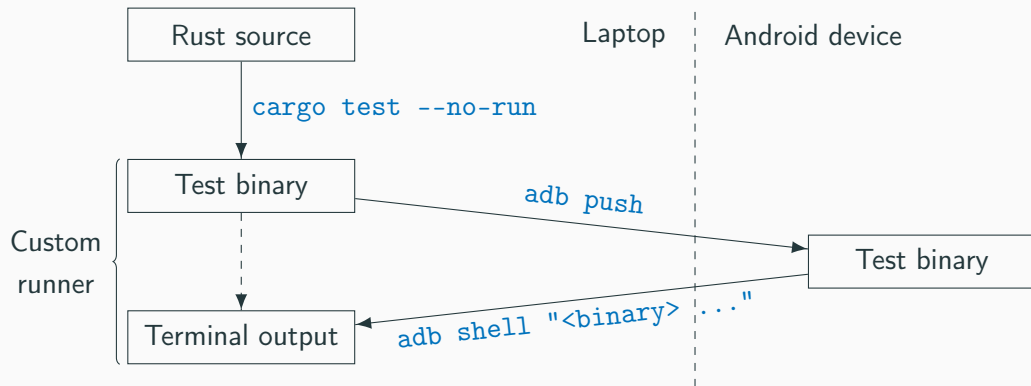 Rust source
Laptop
Android device
cargo test --no-run
Test binary
adb push
Custom
runner
Test binary
adb shell "<binary> ..."
Terminal output